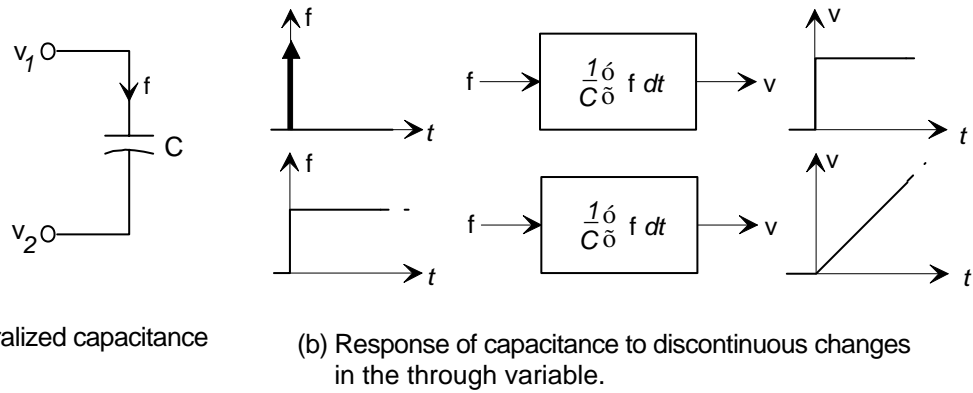 v1
f
C
v2
f
t
f
1/C ó õ f dt
v
v
t
f
t
f
1/C ó õ f dt
v
v
t
ralized capacitance
(b) Response of capacitance to discontinuous changes
in the through variable.